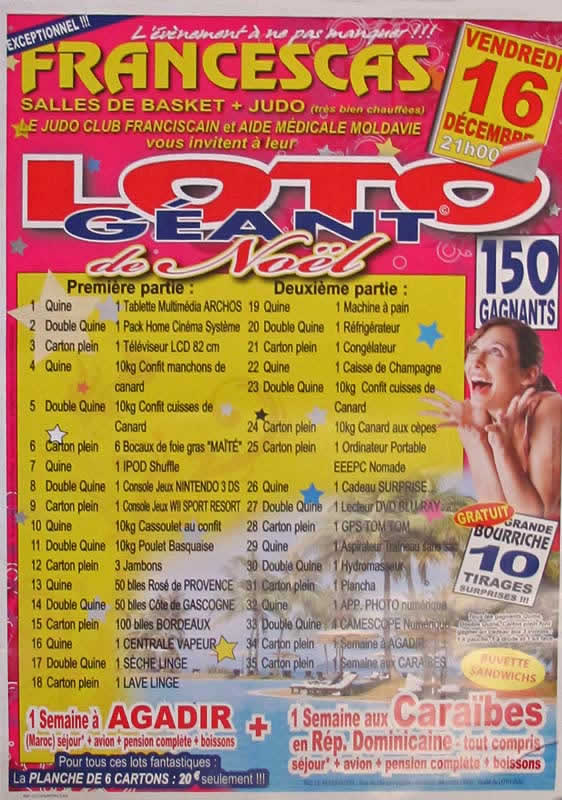 EXCEPTIONNEL !!!
L'évènement à ne pas manquer !!!
FRANCESCAS
SALLES DE BASKET + JUDO (très bien chauffées)
LE JUDO CLUB FRANCISCAIN et AIDE MÉDICALE MOLDAVIE
vous invitent à leur
VENDREDI
16
DÉCEMBRE
21h00
LOTO
GÉANT
de Noël
150
GAGNANTS
Première partie :
1 Quine 1 Tablette Multimédia ARCHOS
2 Double Quine 1 Pack Home Cinéma Système
3 Carton plein 1 Téléviseur LCD 82 cm
4 Quine 10kg Confit manchons de
canard
5 Double Quine 10kg Confit cuisses de
Canard
6 Carton plein 6 Bocaux de foie gras "MAÏTÉ"
7 Quine 1 IPOD Shuffle
8 Double Quine 1 Console Jeux NINTENDO 3 DS
9 Carton plein 1 Console Jeux WII SPORT RESORT
10 Quine 10kg Cassoulet au confit
11 Double Quine 10kg Poulet Basquaise
12 Carton plein 3 Jambons
13 Quine 50 blles Rosé de PROVENCE
14 Double Quine 50 blles Côte de GASCOGNE
15 Carton plein 100 blles BORDEAUX
16 Quine 1 CENTRALE VAPEUR
17 Double Quine 1 SÈCHE LINGE
18 Carton plein 1 LAVE LINGE
Deuxième partie :
19 Quine 1 Machine à pain
20 Double Quine 1 Réfrigérateur
21 Carton plein 1 Congélateur
22 Quine 1 Caisse de Champagne
23 Double Quine 10kg Confit cuisses de
Canard
24 Carton plein 10kg Canard aux cèpes
25 Carton plein 1 Ordinateur Portable
EEEPC Nomade
26 Quine 1 Cadeau SURPRISE...
27 Double Quine 1 Lecteur DVD BLU-RAY
28 Carton plein 1 GPS TOM TOM
29 Quine 1 Aspirateur Traineau sans sac
30 Double Quine 1 Hydromasseur
31 Carton plein 1 Plancha
32 Quine 1 APP. PHOTO numérique
33 Double Quine 1 CAMESCOPE Numérique
34 Carton plein 1 Semaine à AGADIR
35 Carton plein 1 Semaine aux CARAÏBES
GRATUIT
GRANDE
BOURRICHE
10
TIRAGES
SURPRISES !!!
BUVETTE
SANDWICHS
1 Semaine à AGADIR
(Maroc) séjour* + avion + pension complète + boissons
+
1 Semaine aux Caraïbes
en Rép. Dominicaine - tout compris
séjour* + avion + pension complète + boissons
Pour tous ces lots fantastiques :
La PLANCHE DE 6 CARTONS : 20 € seulement !!!